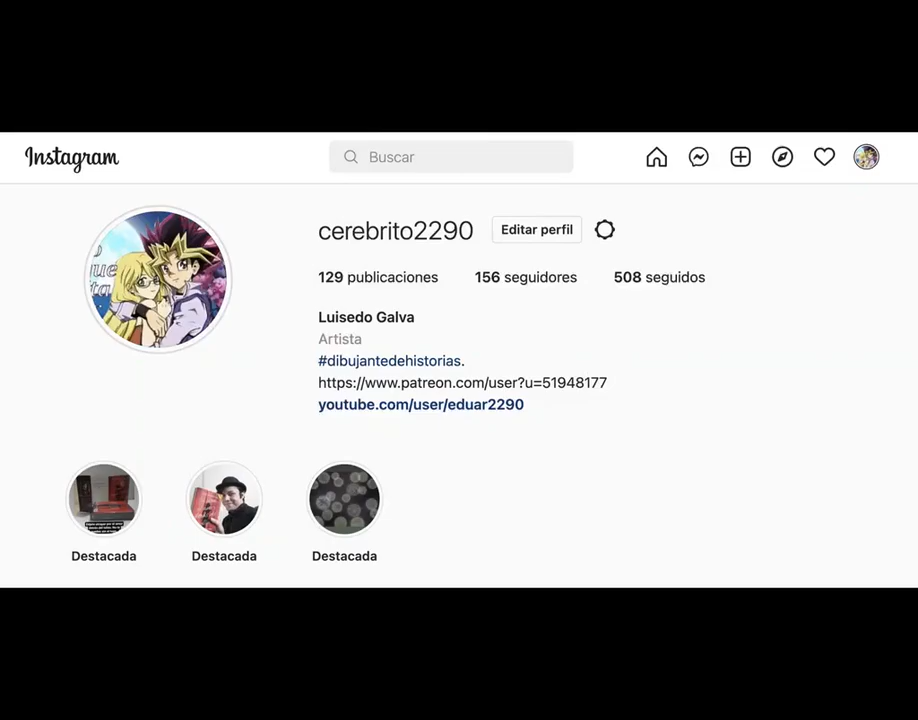 Instagram
Buscar
cerebrito2290
Editar perfil
129 publicaciones
156 seguidores
508 seguidos
Luisedo Galva
Artista
#dibujantedehistorias.
https://www.patreon.com/user?u=51948177
youtube.com/user/eduar2290
Destacada
Destacada
Destacada